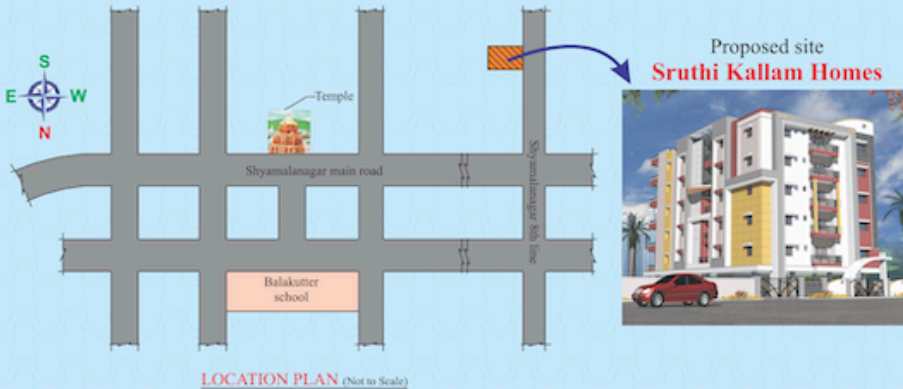 Proposed site
Sruthi Kallam Homes
S
E
W
N
Temple
Shyamalanagar main road
Shyamalanagar 8th line
Balakutter
school
LOCATION PLAN (Not to Scale)